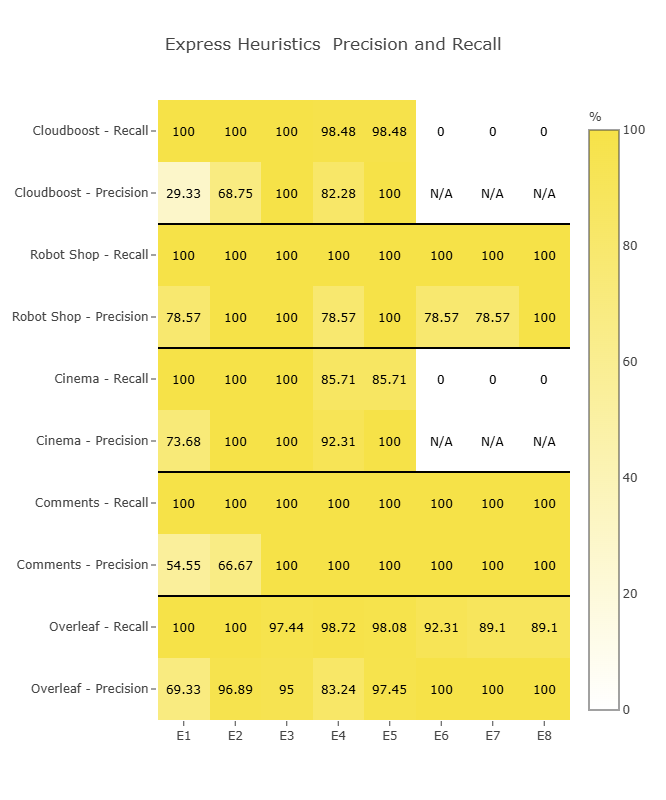 Express Heuristics  Precision and Recall
%
Cloudboost - Recall 100 100 100 98.48 98.48 0 0 0
Cloudboost - Precision 29.33 68.75 100 82.28 100 N/A N/A N/A
Robot Shop - Recall 100 100 100 100 100 100 100 100
Robot Shop - Precision 78.57 100 100 78.57 100 78.57 78.57 100
Cinema - Recall 100 100 100 85.71 85.71 0 0 0
Cinema - Precision 73.68 100 100 92.31 100 N/A N/A N/A
Comments - Recall 100 100 100 100 100 100 100 100
Comments - Precision 54.55 66.67 100 100 100 100 100 100
Overleaf - Recall 100 100 97.44 98.72 98.08 92.31 89.1 89.1
Overleaf - Precision 69.33 96.89 95 83.24 97.45 100 100 100
E1 E2 E3 E4 E5 E6 E7 E8
100
80
60
40
20
0